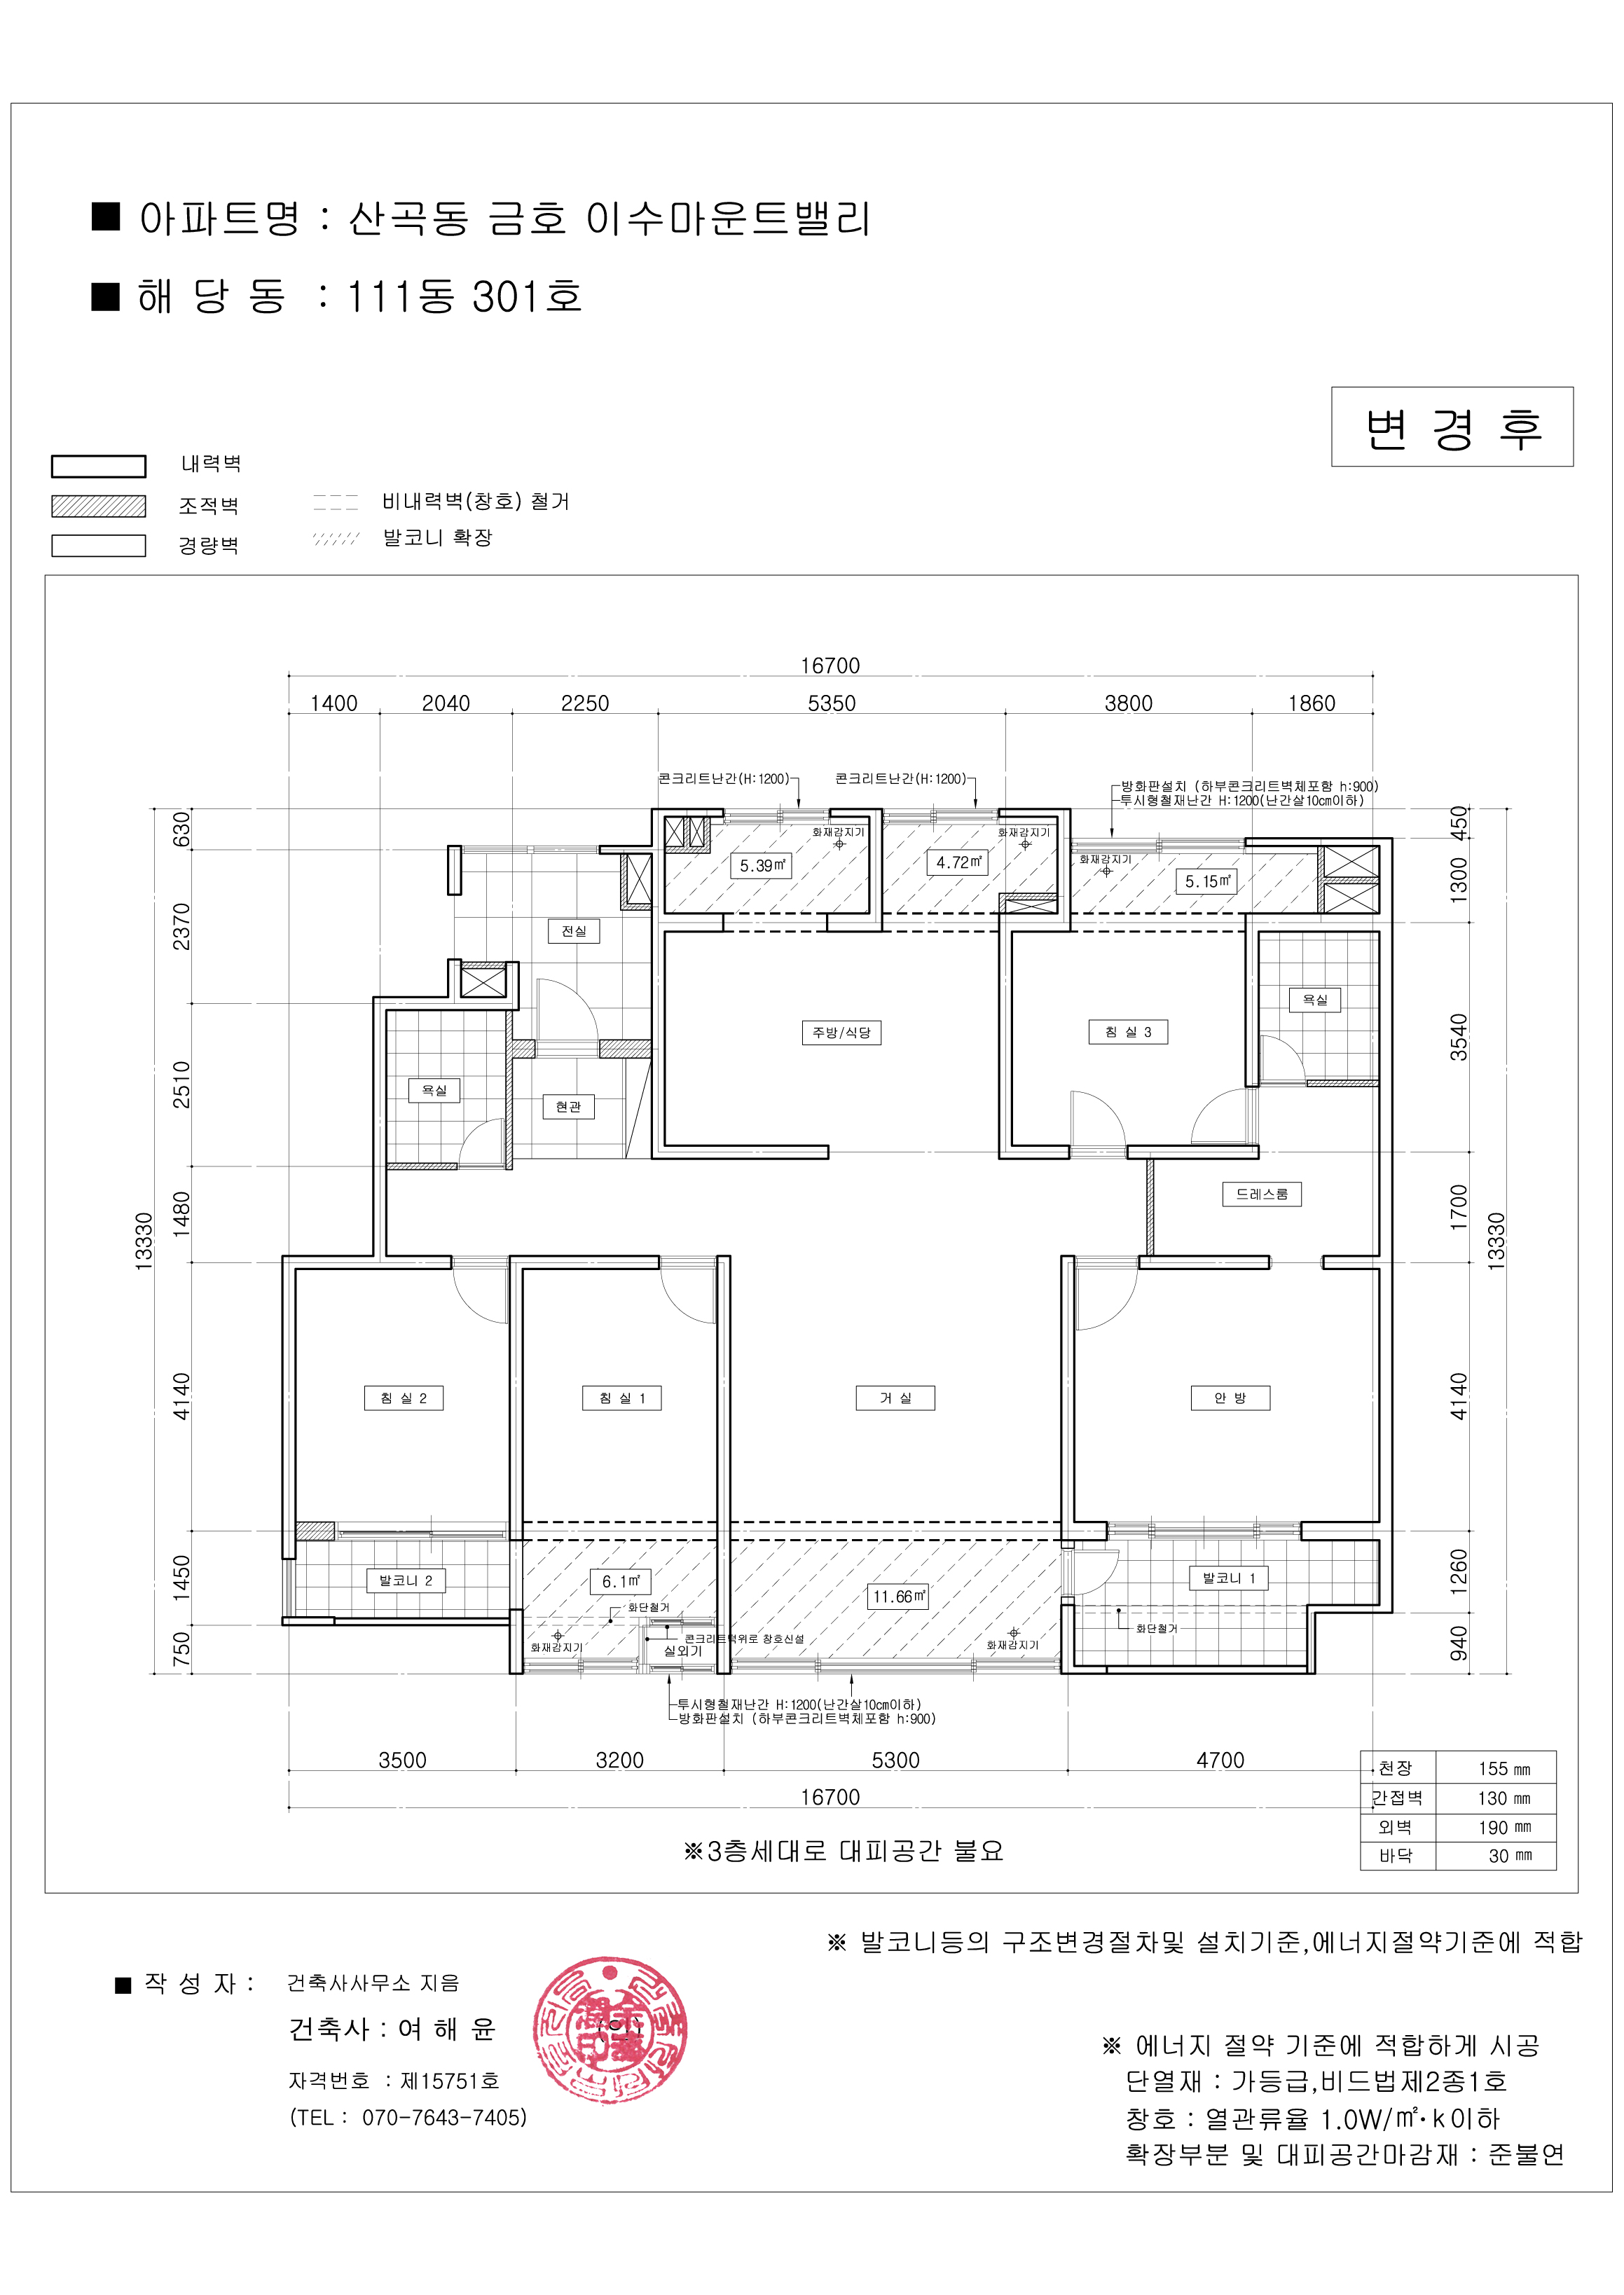 ■ 아파트명 : 산곡동 금호 이수마운트밸리
■ 해 당 동 : 111동 301호
변 경 후
내력벽
조적벽
경량벽
비내력벽(창호) 철거
발코니 확장
16700
1400 2040 2250 5350 3800 1860
콘크리트난간(H:1200)
콘크리트난간(H:1200)
방화판설치 (하부콘크리트벽체포함 h:900)
투시형철재난간 H:1200(난간살10cm이하)
13330
630
2370
2510
1480
4140
1450
750
450
1300
3540
1700
4140
1260
940
13330
화재감지기
화재감지기
화재감지기
5.39㎡
4.72㎡
5.15㎡
전실
욕실
주방/식당
침 실 3
욕실
현관
드레스룸
침 실 2
침 실 1
거 실
안 방
발코니 2
6.1㎡
11.66㎡
발코니 1
화단철거
화단철거
콘크리트턱위로 창호신설
실외기
화재감지기
화재감지기
투시형철재난간 H:1200(난간살10cm이하)
방화판설치 (하부콘크리트벽체포함 h:900)
3500 3200 5300 4700
16700
천장 155 ㎜
간접벽 130 ㎜
외벽 190 ㎜
바닥 30 ㎜
※3층세대로 대피공간 불요
※ 발코니등의 구조변경절차및 설치기준,에너지절약기준에 적합
■ 작 성 자 : 건축사사무소 지음
건축사 : 여 해 윤 (인)
자격번호 : 제15751호
(TEL : 070-7643-7405)
※ 에너지 절약 기준에 적합하게 시공
단열재 : 가등급,비드법제2종1호
창호 : 열관류율 1.0W/㎡·k이하
확장부분 및 대피공간마감재 : 준불연